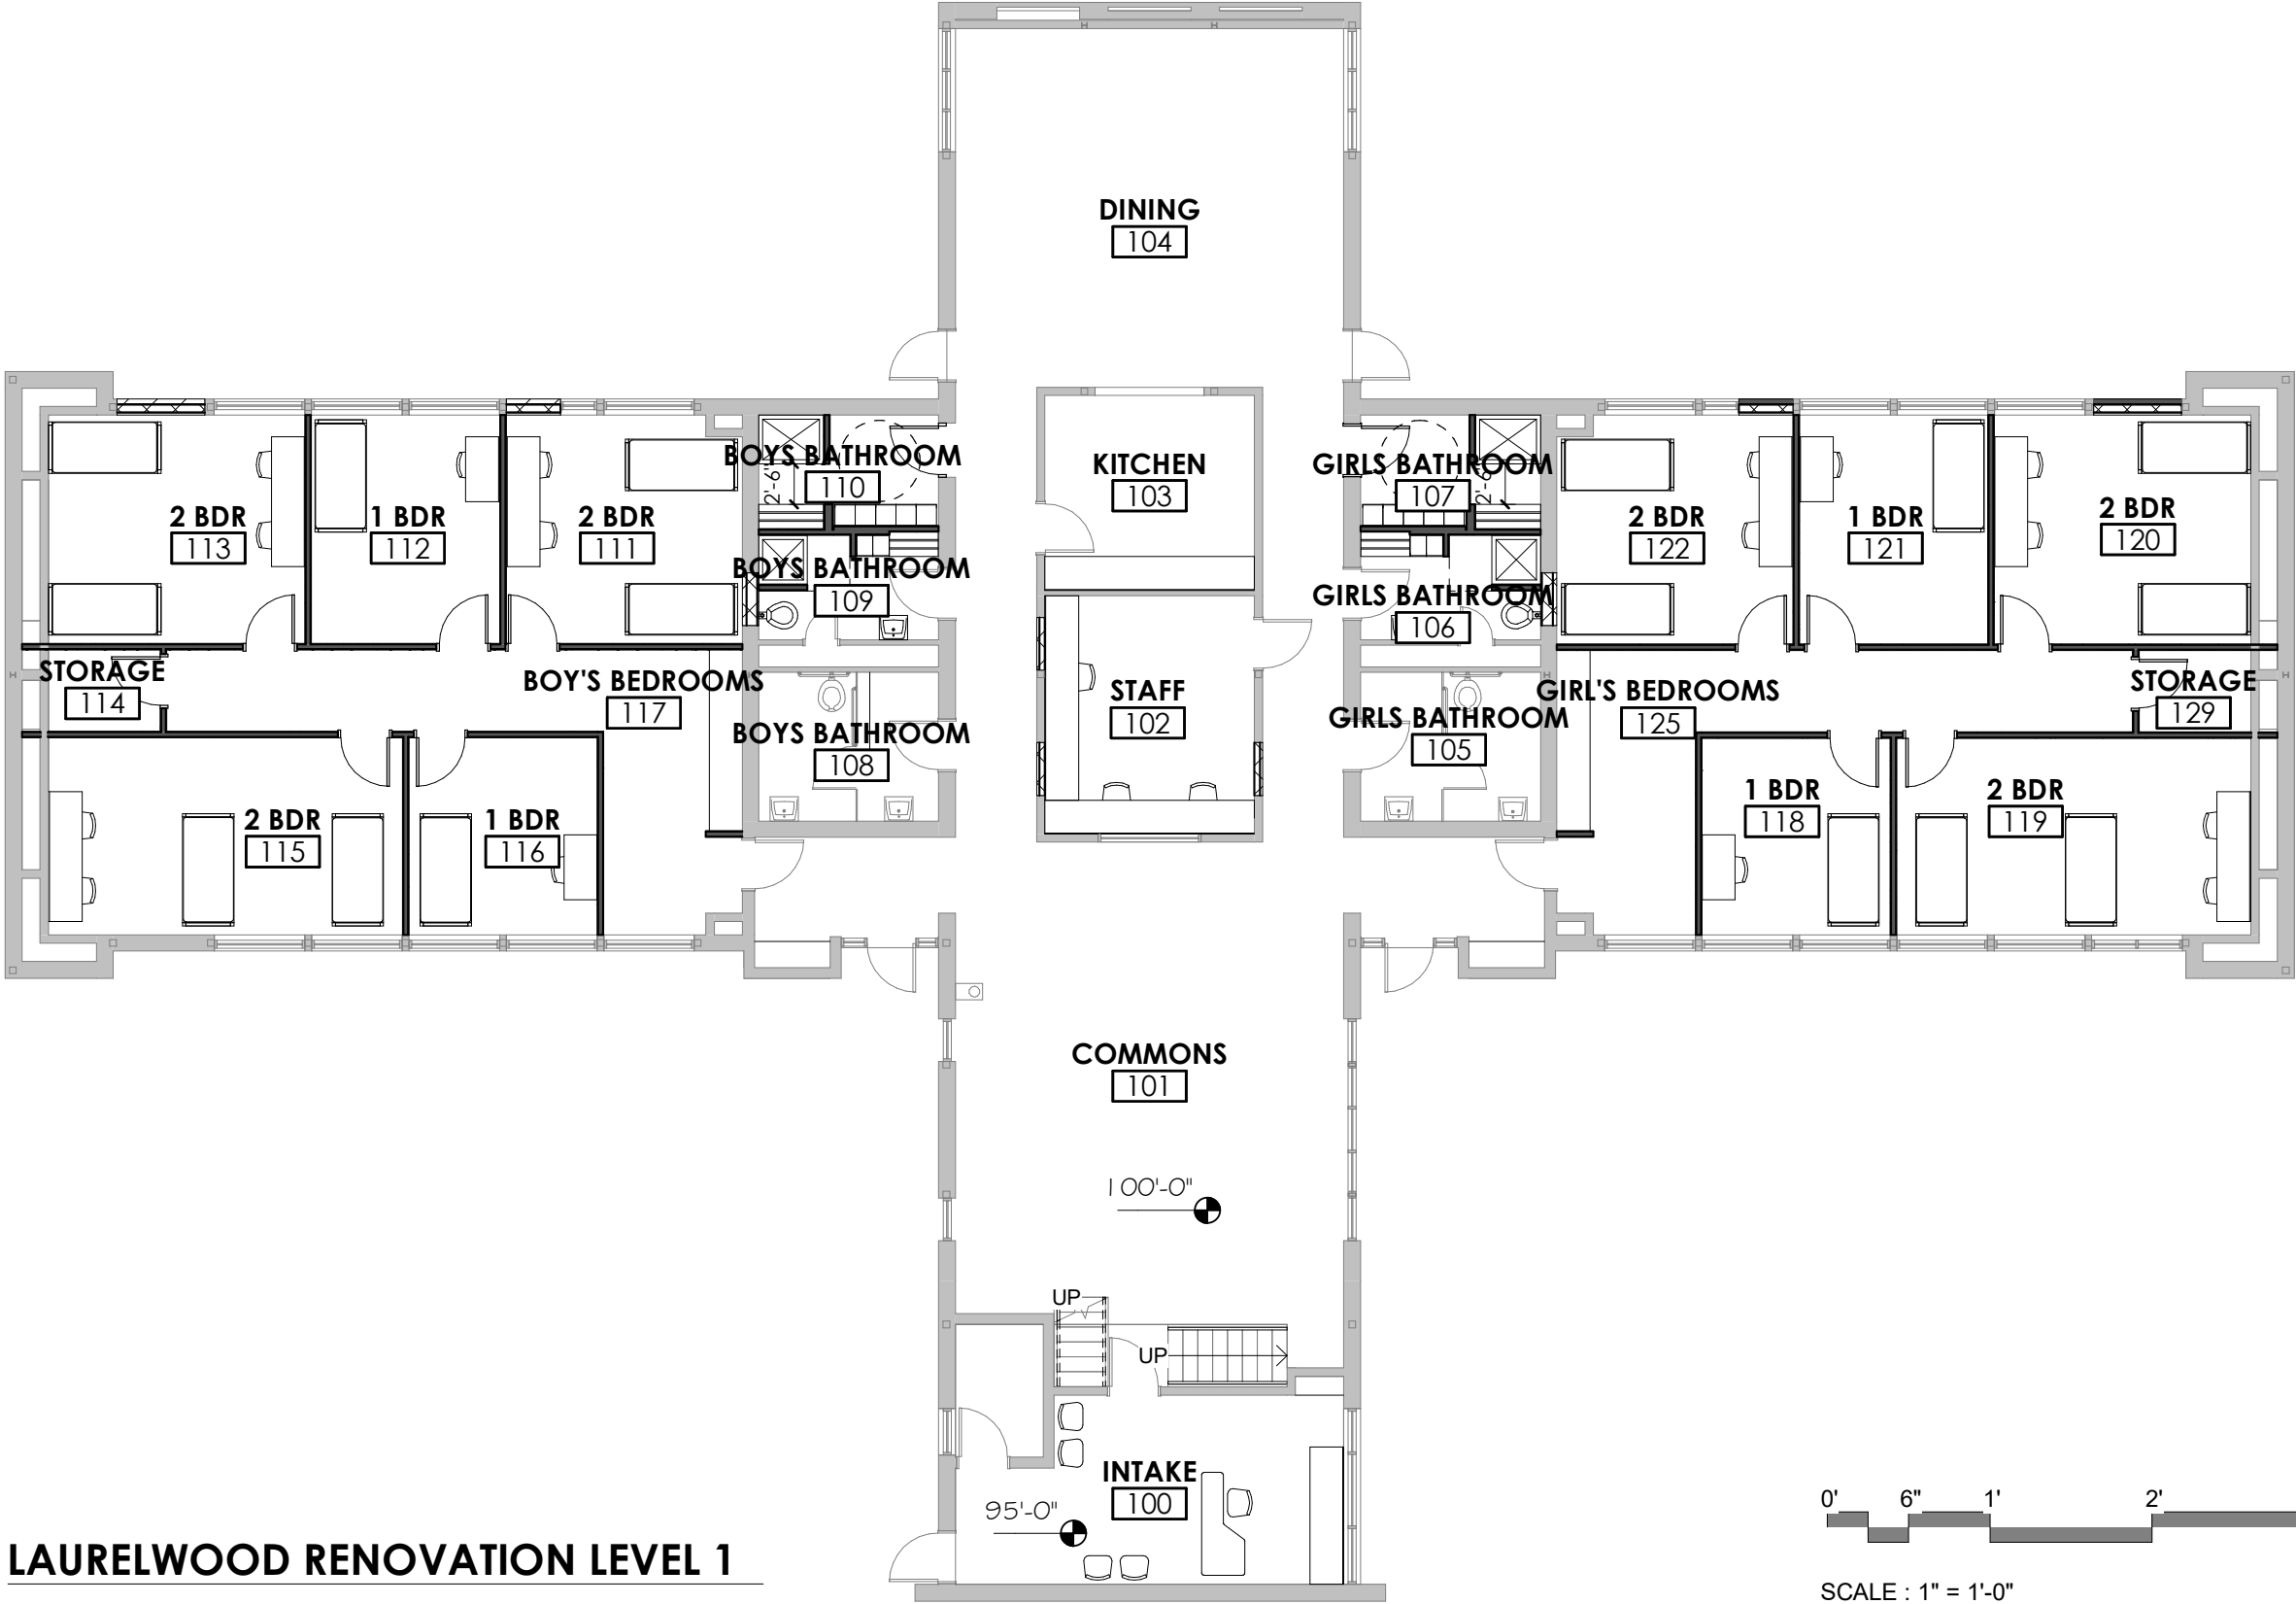 DINING
104
BOYS BATHROOM
110
2'-6"
KITCHEN
103
GIRLS BATHROOM
107
2'-6"
2 BDR
113
1 BDR
112
2 BDR
111
2 BDR
122
1 BDR
121
2 BDR
120
BOYS BATHROOM
109
GIRLS BATHROOM
106
STORAGE
114
BOY'S BEDROOMS
117
STAFF
102
GIRL'S BEDROOMS
125
STORAGE
129
BOYS BATHROOM
108
GIRLS BATHROOM
105
2 BDR
115
1 BDR
116
1 BDR
118
2 BDR
119
COMMONS
101
100'-0"
UP
UP
INTAKE
100
95'-0"
0' 6" 1' 2'
LAURELWOOD RENOVATION LEVEL 1
SCALE : 1" = 1'-0"